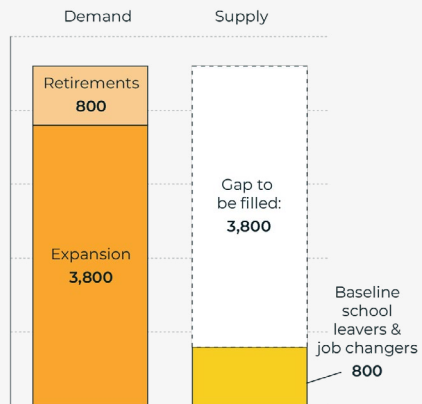 Demand
Supply
Retirements
800
Expansion
3,800
Gap to
be filled:
3,800
Baseline
school
leavers &
job changers
800